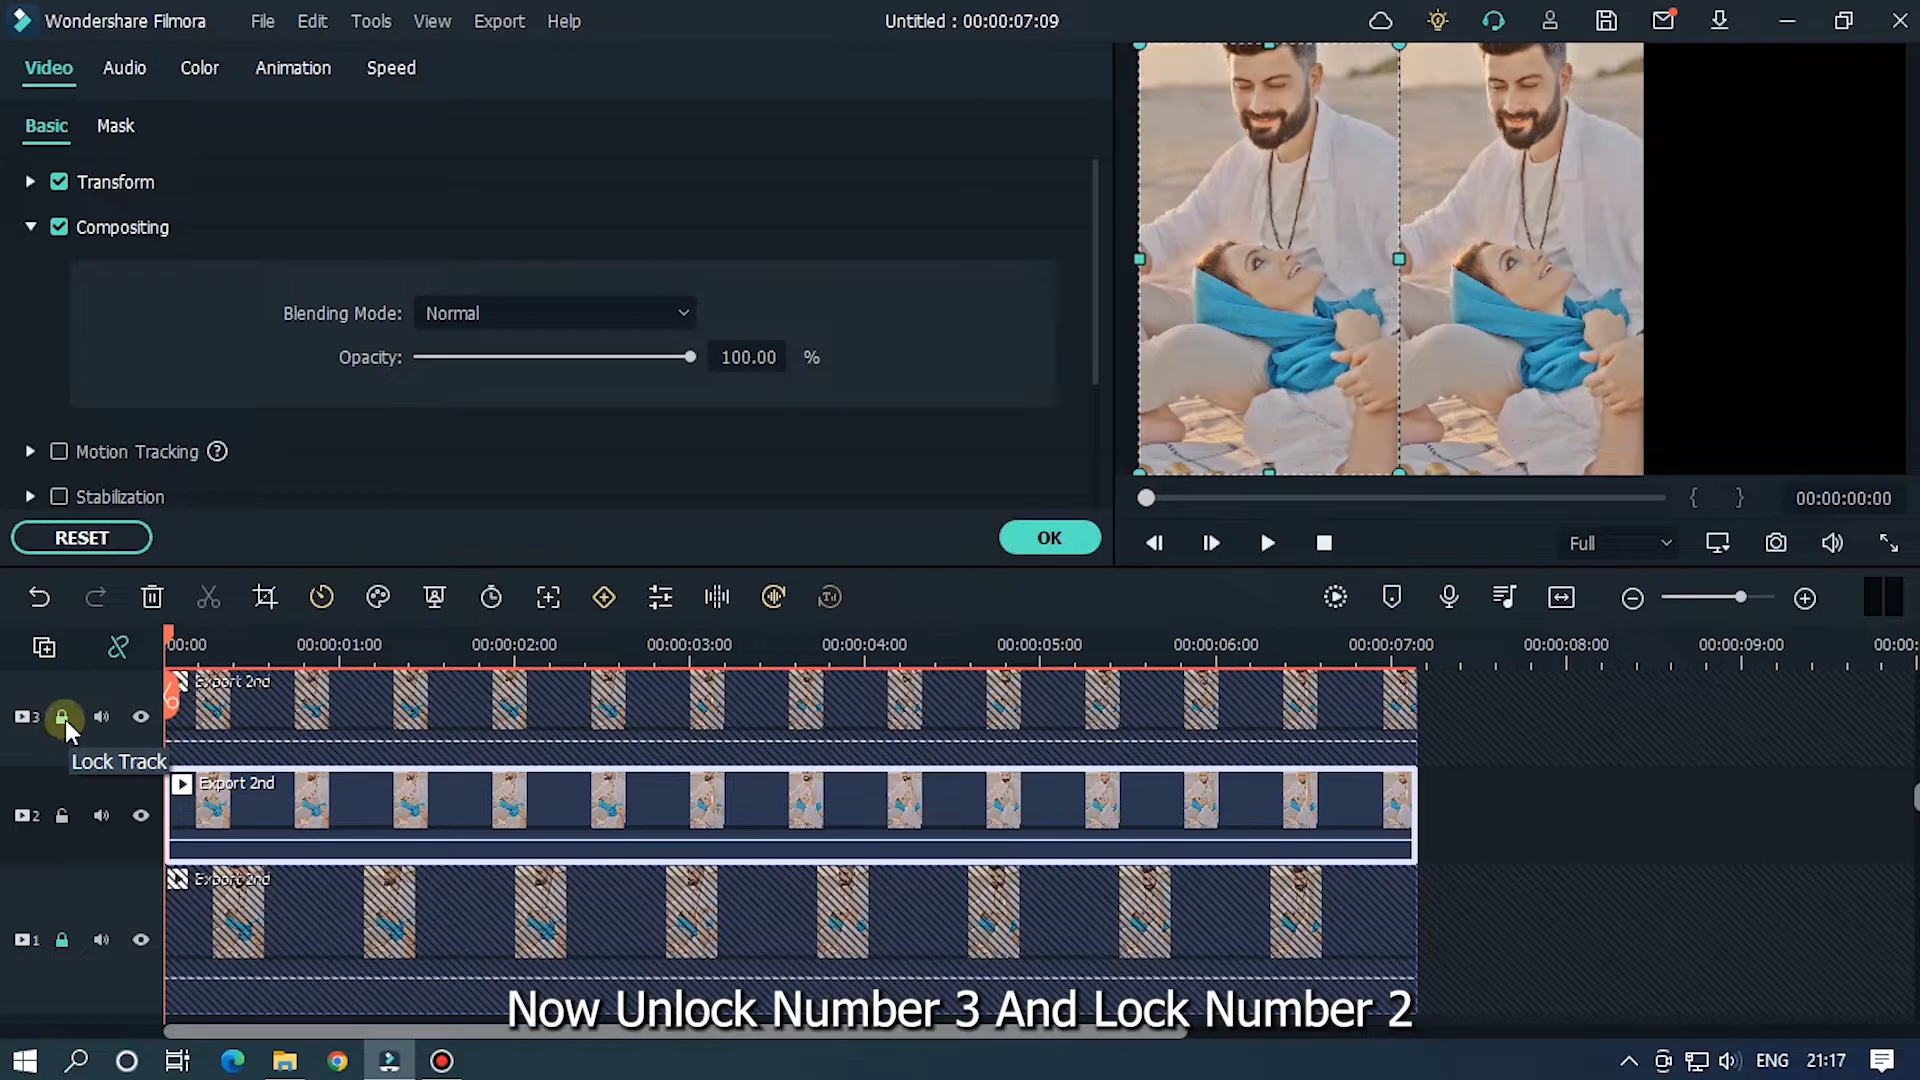 Wondershare Filmora File Edit Tools View Export Help Untitled : 00:00:07:09
Video Audio Color Animation Speed
Basic Mask
Transform
Compositing
Blending Mode: Normal
Opacity: 100.00 %
Motion Tracking ?
Stabilization
RESET OK
{ } 00:00:00:00
Full
00:00 00:00:01:00 00:00:02:00 00:00:03:00 00:00:04:00 00:00:05:00 00:00:06:00 00:00:07:00 00:00:08:00 00:00:09:00 00:00:
Export 2nd
3
Lock Track
Export 2nd
2
Export 2nd
1
Now Unlock Number 3 And Lock Number 2
ENG 21:17